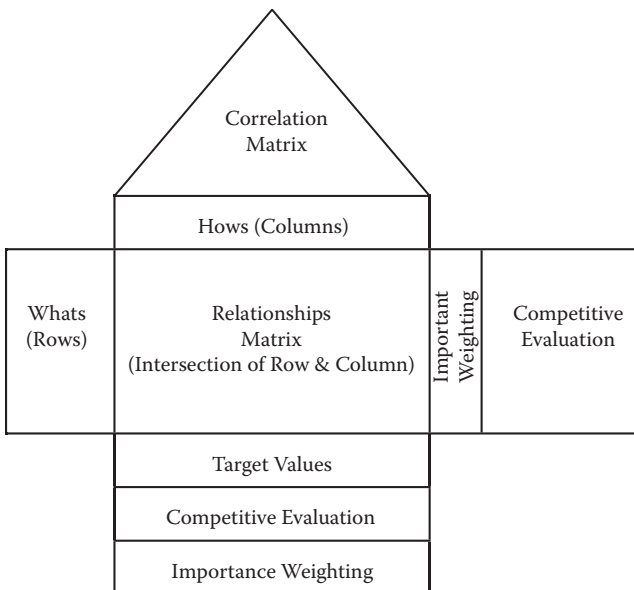 Correlation
Matrix
Hows (Columns)
Whats
(Rows)
Relationships
Matrix
(Intersection of Row & Column)
Important
Weighting
Competitive
Evaluation
Target Values
Competitive Evaluation
Importance Weighting